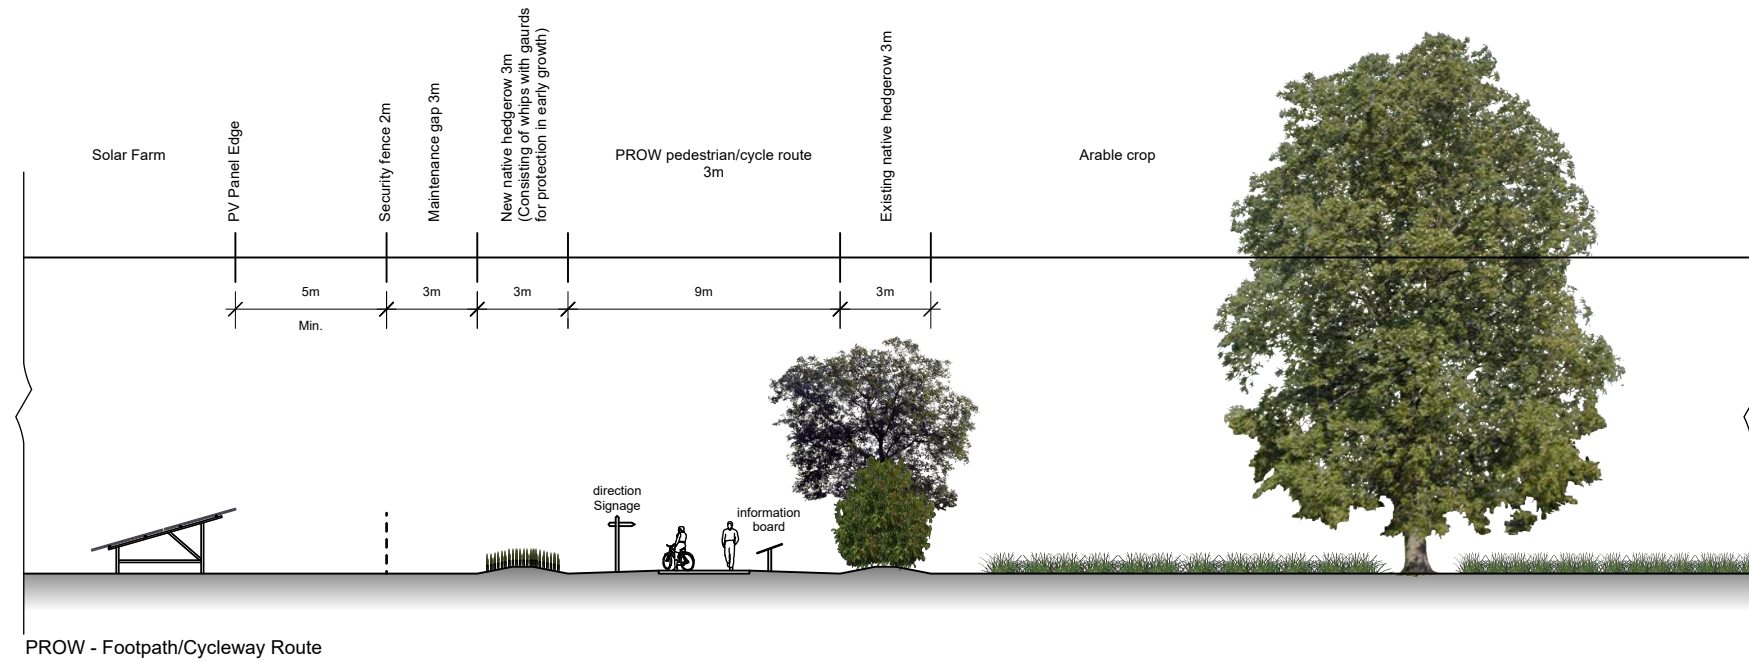 Solar Farm
PV Panel Edge
Security fence 2m
Maintenance gap 3m
New native hedgerow 3m
(Consisting of whips with gaurds
for protection in early growth)
PROW pedestrian/cycle route
3m
Existing native hedgerow 3m
Arable crop
5m
Min.
3m
3m
9m
3m
direction
Signage
information
board
PROW - Footpath/Cycleway Route